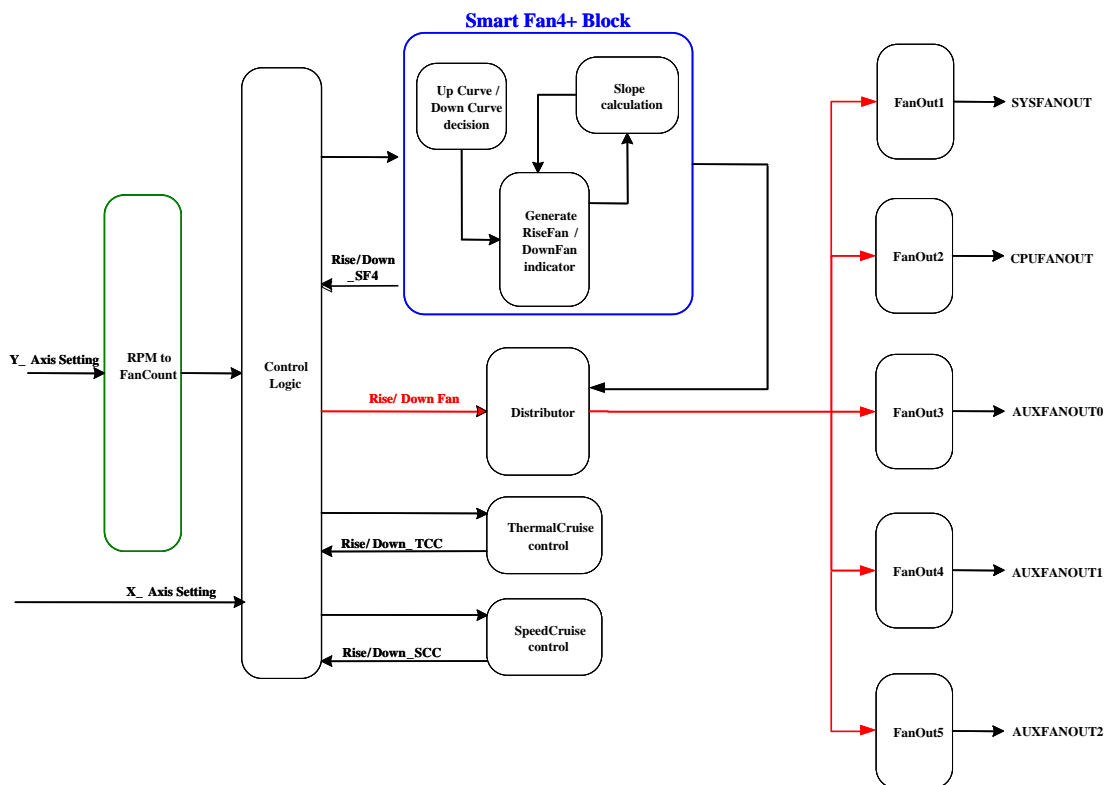 Smart Fan4+ Block
Up Curve /
Down Curve
decision
Slope
calculation
Generate
RiseFan /
DownFan
indicator
Rise/Down
_SF4
Y_ Axis Setting
RPM to
FanCount
Control
Logic
Rise/ Down Fan
Distributor
ThermalCruise
control
Rise/Down_TCC
X_ Axis Setting
SpeedCruise
control
Rise/Down_SCC
FanOut1
SYSFANOUT
FanOut2
CPUFANOUT
FanOut3
AUXFANOUT0
FanOut4
AUXFANOUT1
FanOut5
AUXFANOUT2